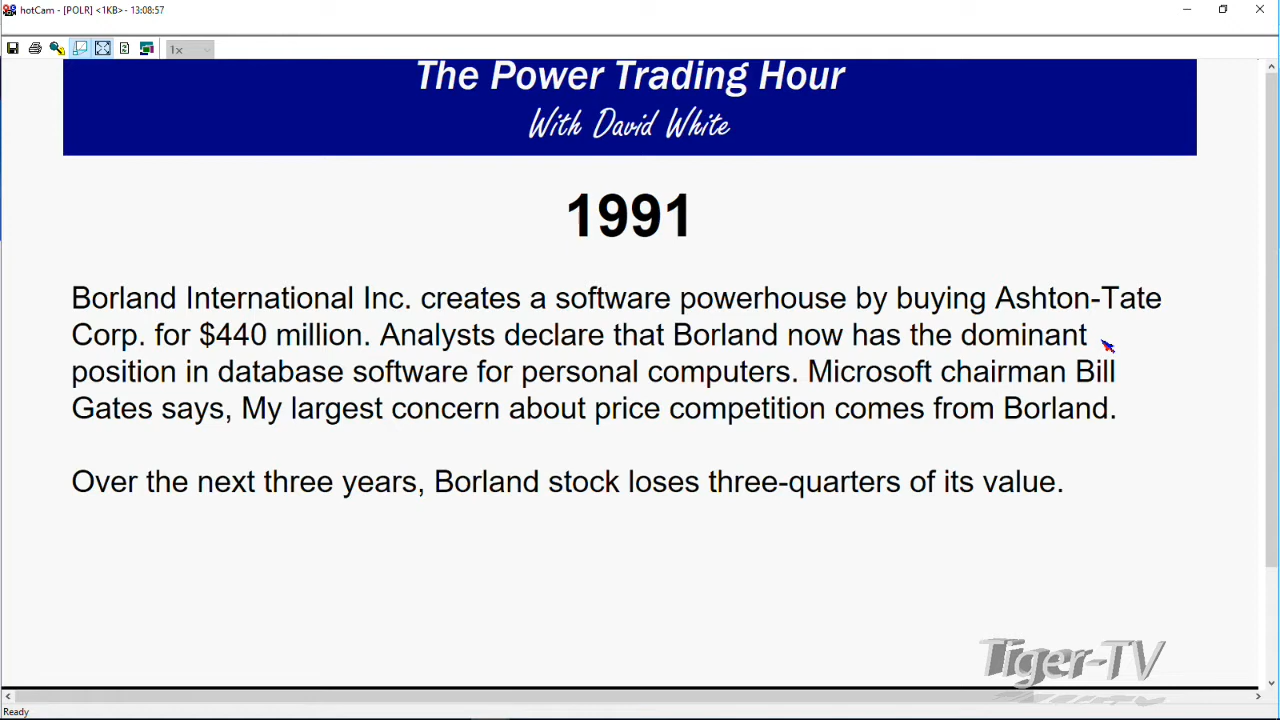 hotCam - [POLR] <1KB> - 13:08:57
1x
The Power Trading Hour
With David White
1991
Borland International Inc. creates a software powerhouse by buying Ashton-Tate
Corp. for $440 million. Analysts declare that Borland now has the dominant
position in database software for personal computers. Microsoft chairman Bill
Gates says, My largest concern about price competition comes from Borland.
Over the next three years, Borland stock loses three-quarters of its value.
Tiger-TV
Ready